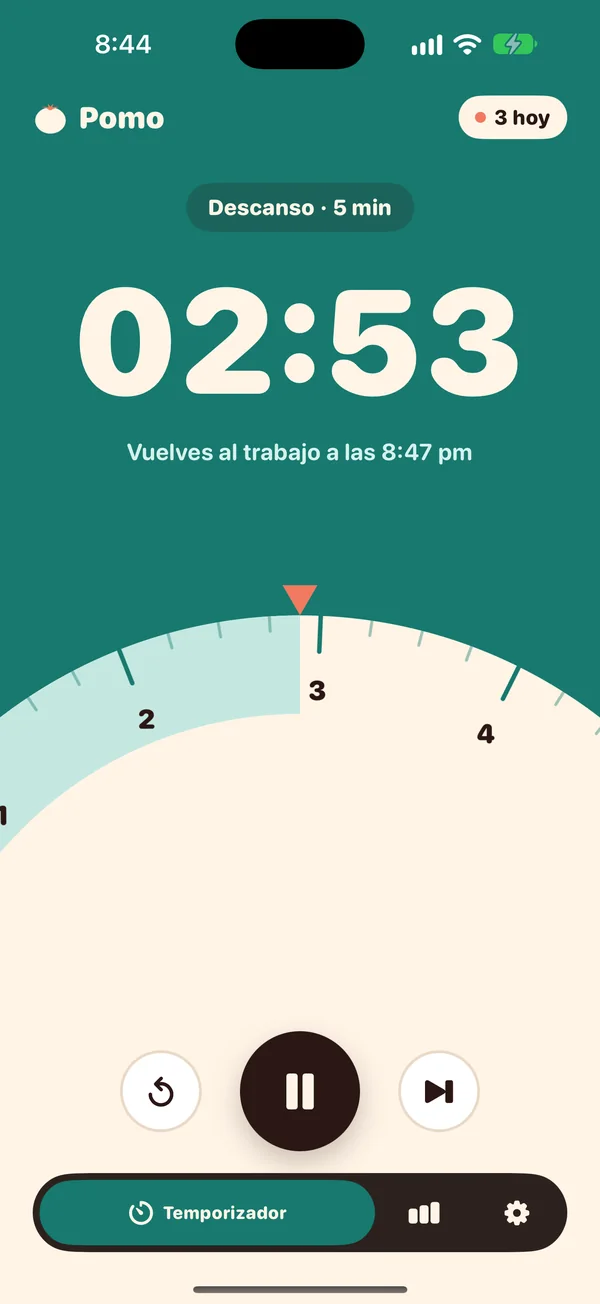 8:44
Pomo
3 hoy
Descanso · 5 min
02:53
Vuelves al trabajo a las 8:47 pm
3
2
4
1
Temporizador